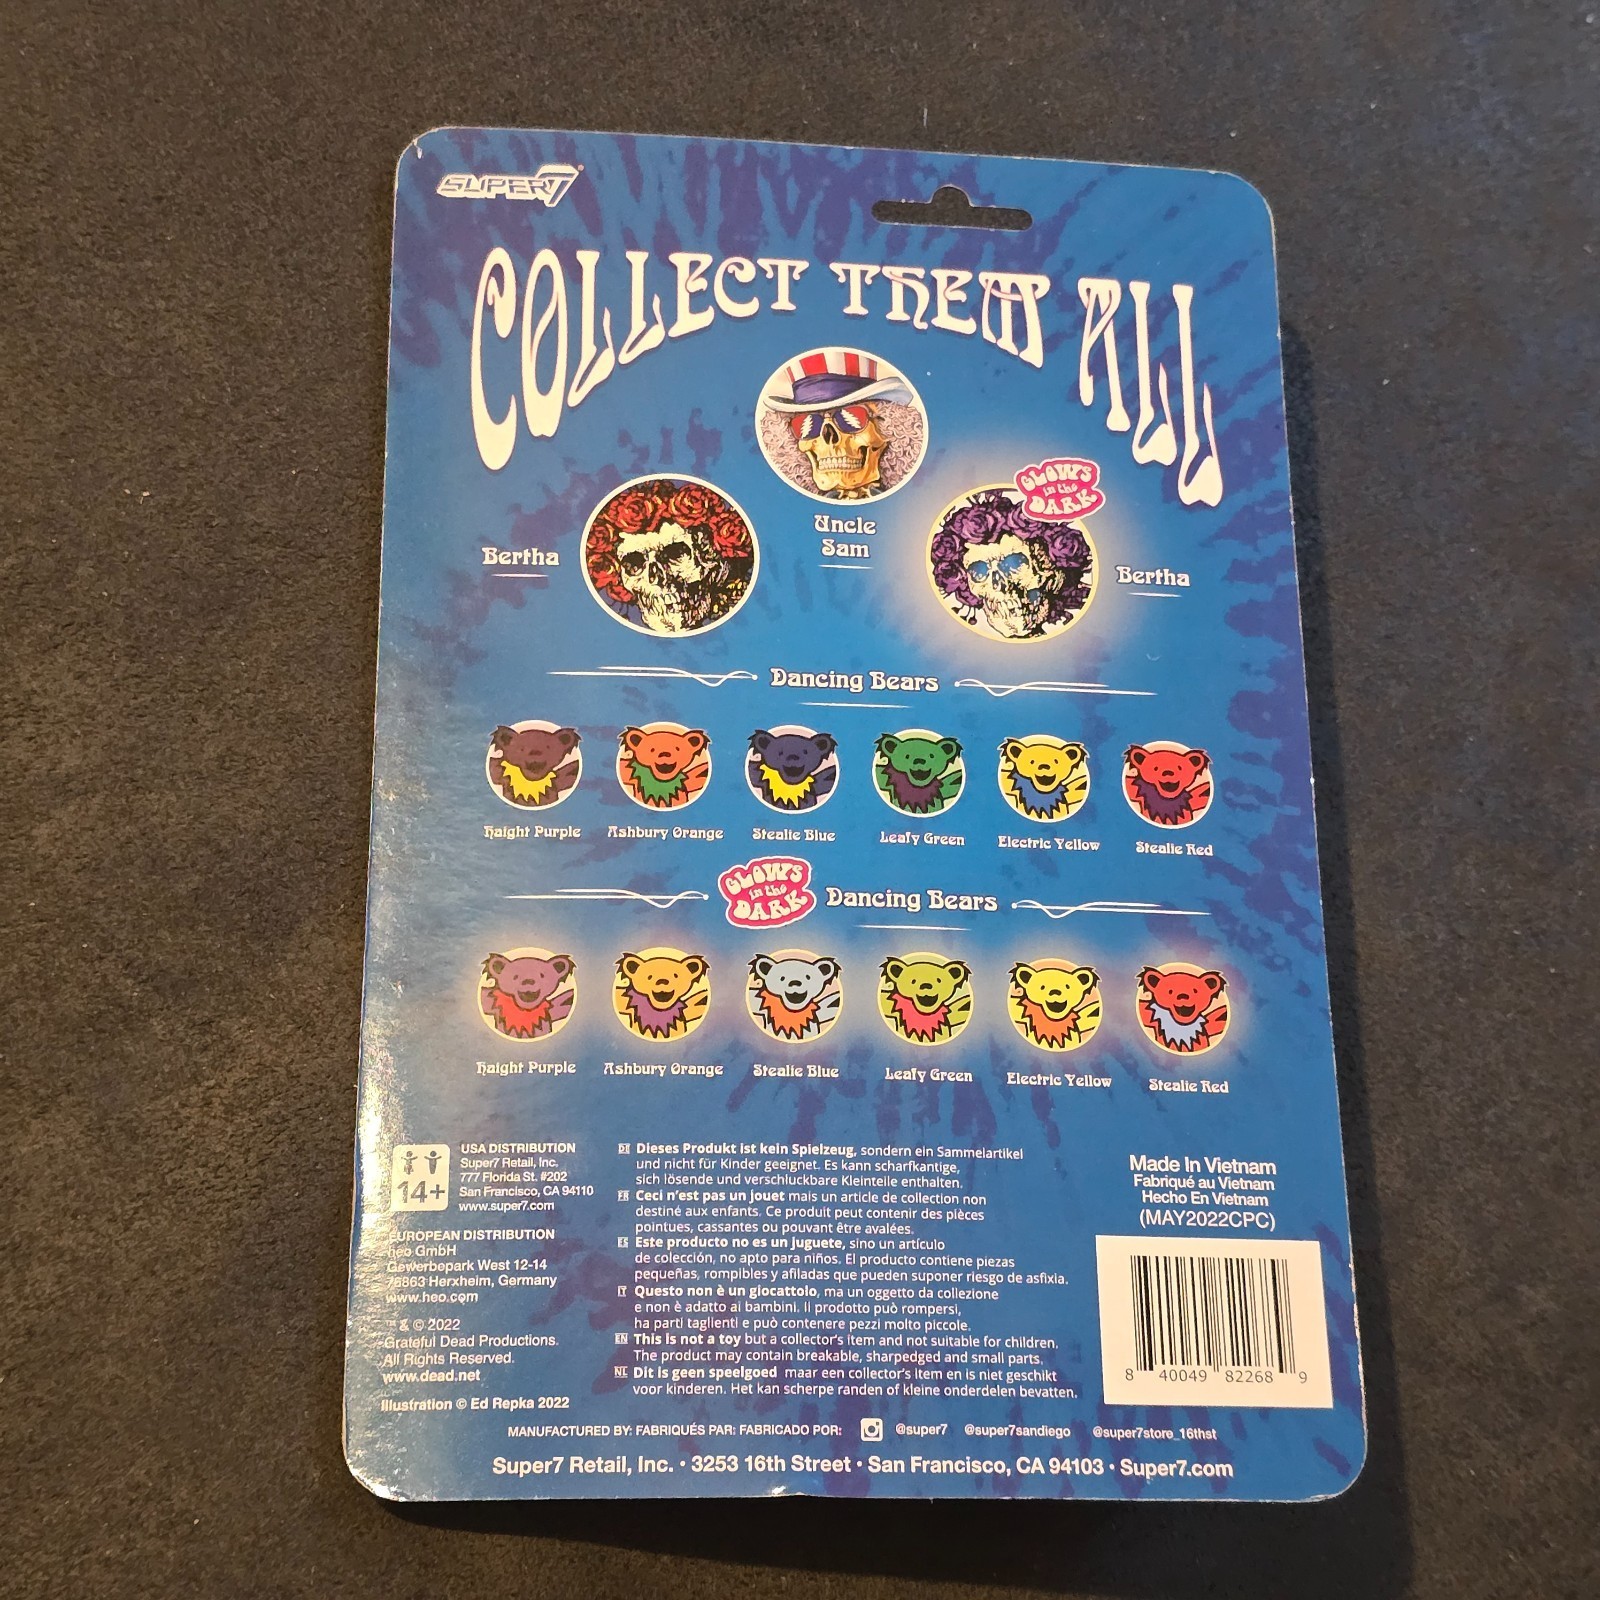 SUPER7®
COLLECT THEM ALL
Uncle
Sam
Bertha
GLOWS
in the
DARK
Bertha
Dancing Bears
Haight Purple
Ashbury Orange
Stealie Blue
Leafy Green
Electric Yellow
Stealie Red
GLOWS
in the
DARK
Dancing Bears
Haight Purple
Ashbury Orange
Stealie Blue
Leafy Green
Electric Yellow
Stealie Red
14+
USA DISTRIBUTION
Super7 Retail, Inc.
777 Florida St. #202
San Francisco, CA 94110
www.super7.com
EUROPEAN DISTRIBUTION
heo GmbH
Gewerbepark West 12-14
76863 Herxheim, Germany
www.heo.com
™ & © 2022
Grateful Dead Productions.
All Rights Reserved.
www.dead.net
Illustration © Ed Repka 2022
DE Dieses Produkt ist kein Spielzeug, sondern ein Sammelartikel
und nicht für Kinder geeignet. Es kann scharfkantige,
sich lösende und verschluckbare Kleinteile enthalten.
FR Ceci n'est pas un jouet mais un article de collection non
destiné aux enfants. Ce produit peut contenir des pièces
pointues, cassantes ou pouvant être avalées.
ES Este producto no es un juguete, sino un artículo
de colección, no apto para niños. El producto contiene piezas
pequeñas, rompibles y afiladas que pueden suponer riesgo de asfixia.
IT Questo non è un giocattolo, ma un oggetto da collezione
e non è adatto ai bambini. Il prodotto può rompersi,
ha parti taglienti e può contenere pezzi molto piccole.
EN This is not a toy but a collector's item and not suitable for children.
The product may contain breakable, sharpedged and small parts.
NL Dit is geen speelgoed maar een collector's item en is niet geschikt
voor kinderen. Het kan scherpe randen of kleine onderdelen bevatten.
Made In Vietnam
Fabriqué au Vietnam
Hecho En Vietnam
(MAY2022CPC)
8 40049 82268 9
MANUFACTURED BY: FABRIQUÉS PAR: FABRICADO POR: @super7 @super7sandiego @super7store_16thst
Super7 Retail, Inc. • 3253 16th Street • San Francisco, CA 94103 • Super7.com